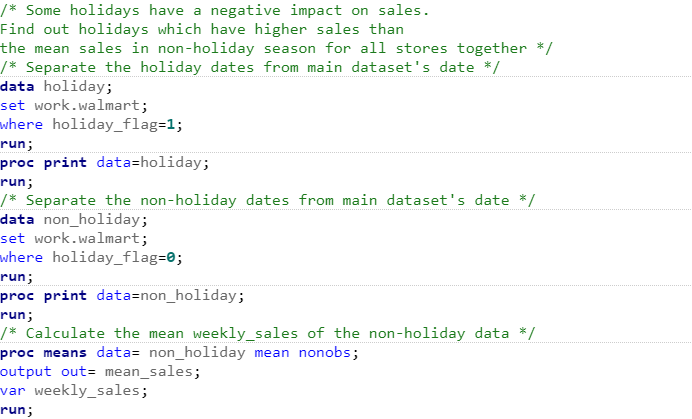 /* Some holidays have a negative impact on sales.
Find out holidays which have higher sales than
the mean sales in non-holiday season for all stores together */
/* Separate the holiday dates from main dataset's date */
data holiday;
set work.walmart;
where holiday_flag=1;
run;
proc print data=holiday;
run;
/* Separate the non-holiday dates from main dataset's date */
data non_holiday;
set work.walmart;
where holiday_flag=0;
run;
proc print data=non_holiday;
run;
/* Calculate the mean weekly_sales of the non-holiday data */
proc means data= non_holiday mean nonobs;
output out= mean_sales;
var weekly_sales;
run;